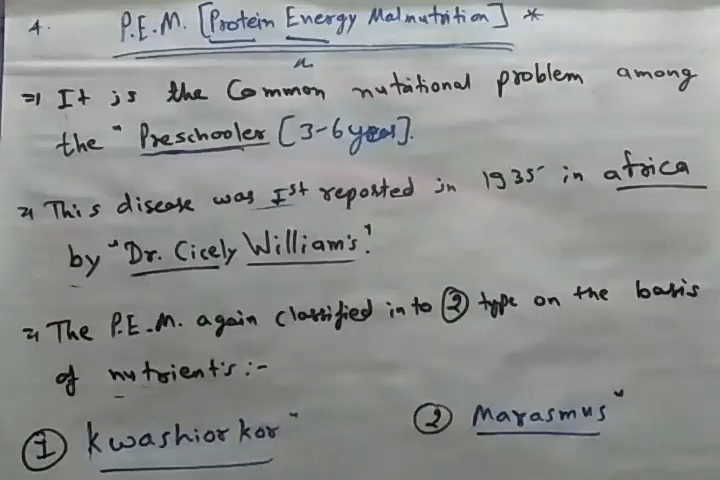 4. P.E.M. [Protein Energy Malnutrition] *
⇒ It is the Common nutritional problem among
the "Preschooler [3-6 years].
⇒ This disease was Ist reported in 1935 in africa
by "Dr. Cicely William's"
⇒ The P.E.M. again classified in to ② type on the basis
of nutrient's :-
① Kwashiorkor" ② Marasmus"